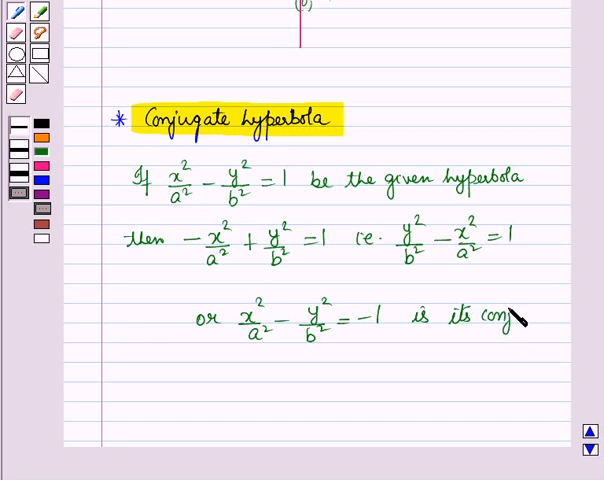 * Conjugate hyperbola
If x²/a² - y²/b² = 1 be the given hyperbola
then - x²/a² + y²/b² = 1 i.e. y²/b² - x²/a² = 1
or x²/a² - y²/b² = -1 is its conj